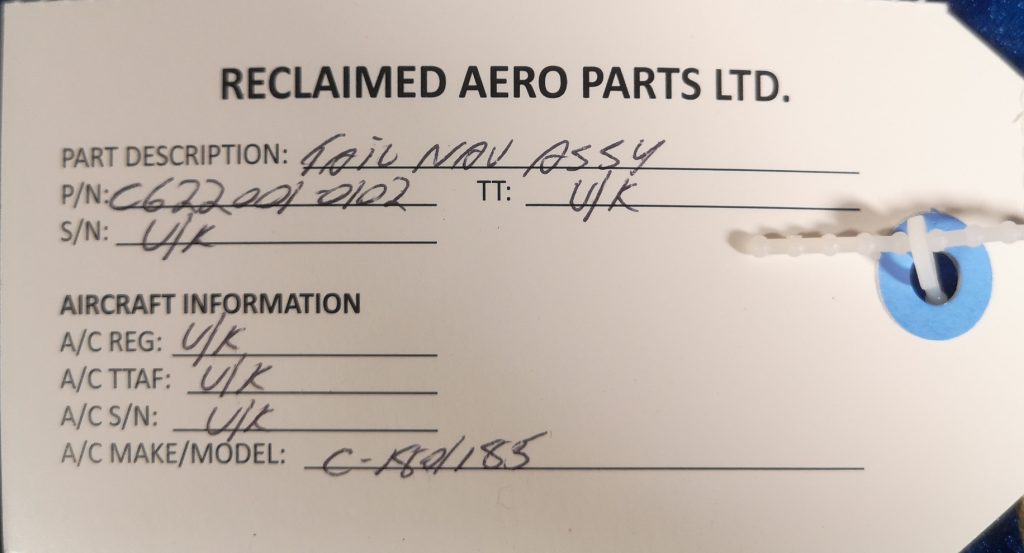 RECLAIMED AERO PARTS LTD.
PART DESCRIPTION: TAIL NAV ASSY
P/N: C622001-0102 TT: U/K
S/N: U/K
AIRCRAFT INFORMATION
A/C REG: U/K
A/C TTAF: U/K
A/C S/N: U/K
A/C MAKE/MODEL: C-180/185